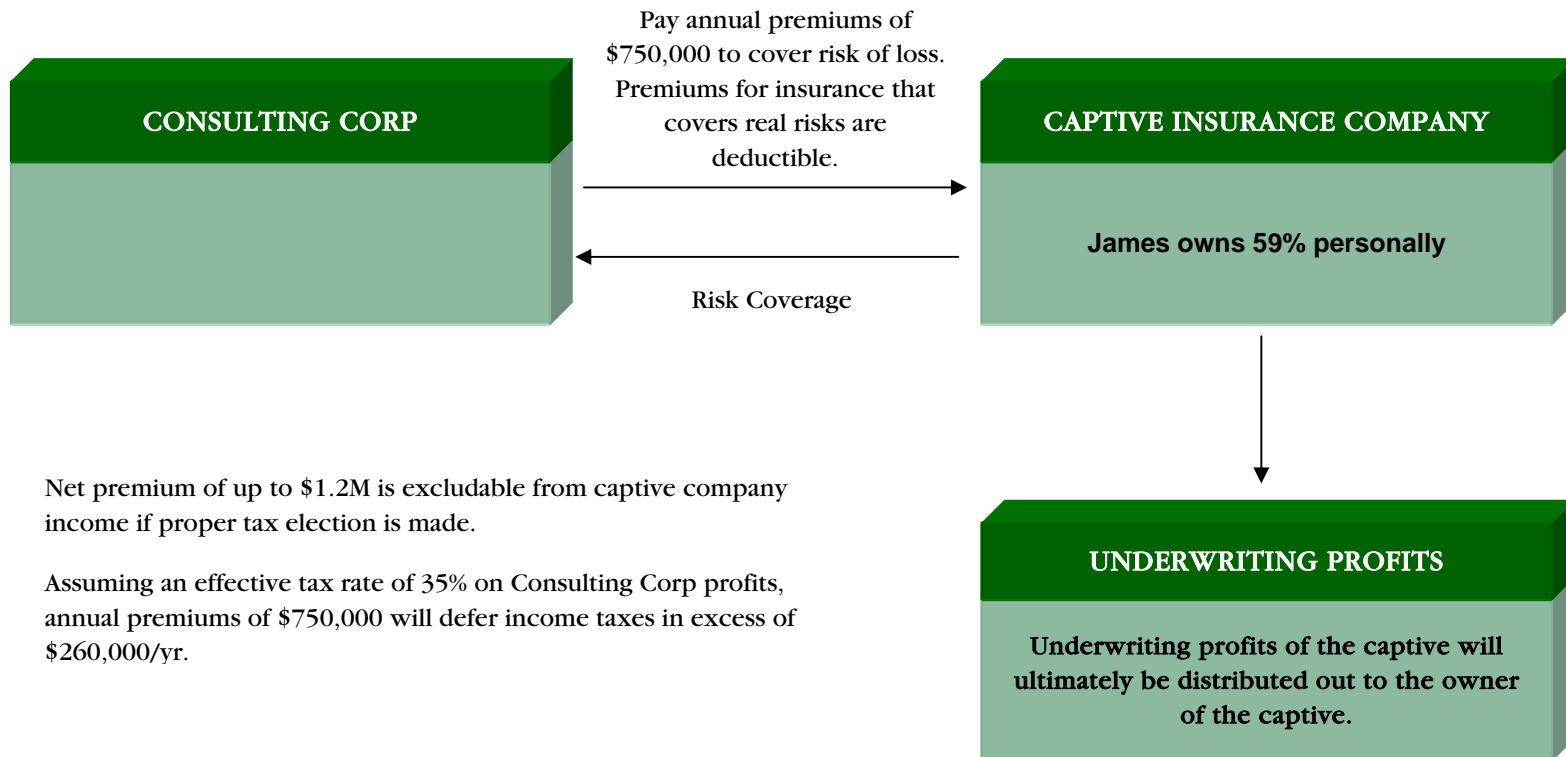 Pay annual premiums of
$750,000 to cover risk of loss.
Premiums for insurance that
covers real risks are
deductible.
CONSULTING CORP
CAPTIVE INSURANCE COMPANY
James owns 59% personally
Risk Coverage
Net premium of up to $1.2M is excludable from captive company
income if proper tax election is made.
Assuming an effective tax rate of 35% on Consulting Corp profits,
annual premiums of $750,000 will defer income taxes in excess of
$260,000/yr.
UNDERWRITING PROFITS
Underwriting profits of the captive will
ultimately be distributed out to the owner
of the captive.